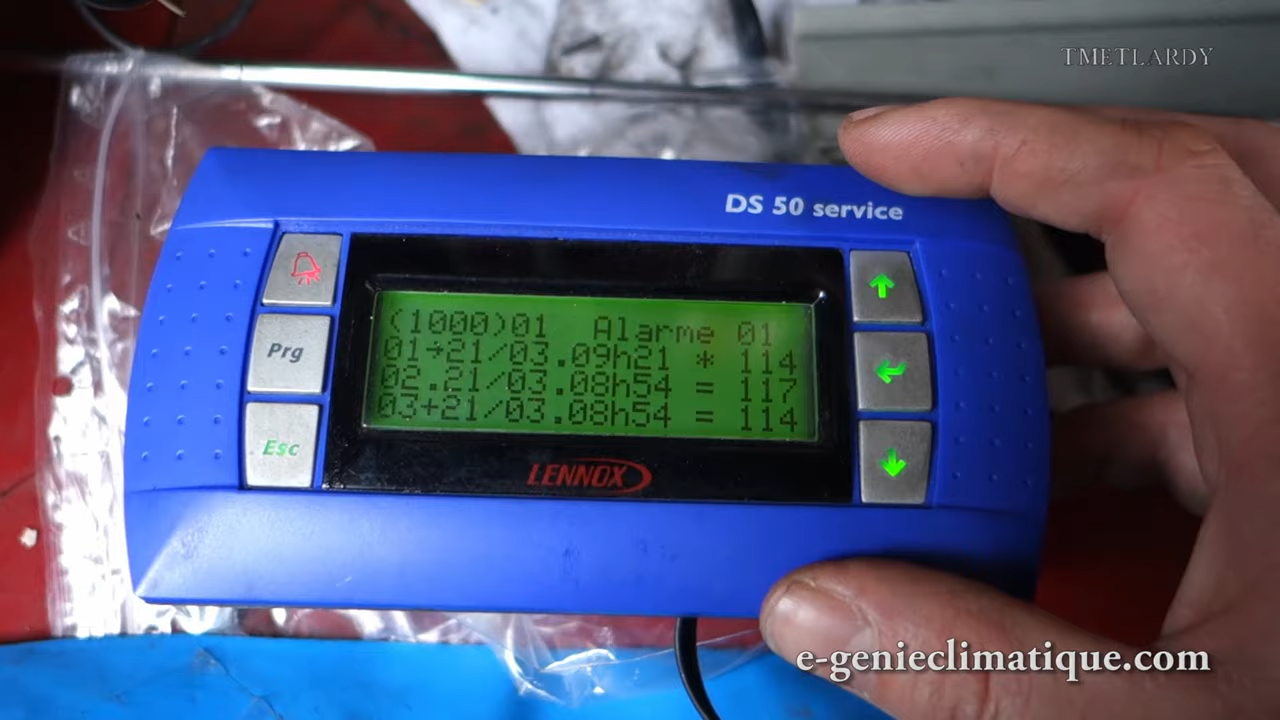 TMETLARDY
DS 50 service
(1000)01 Alarme 01
01→21/03.09h21 * 114
02.21/03.08h54 = 117
03+21/03.08h54 = 114
Prg
Esc
LENNOX
e-genieclimatique.com